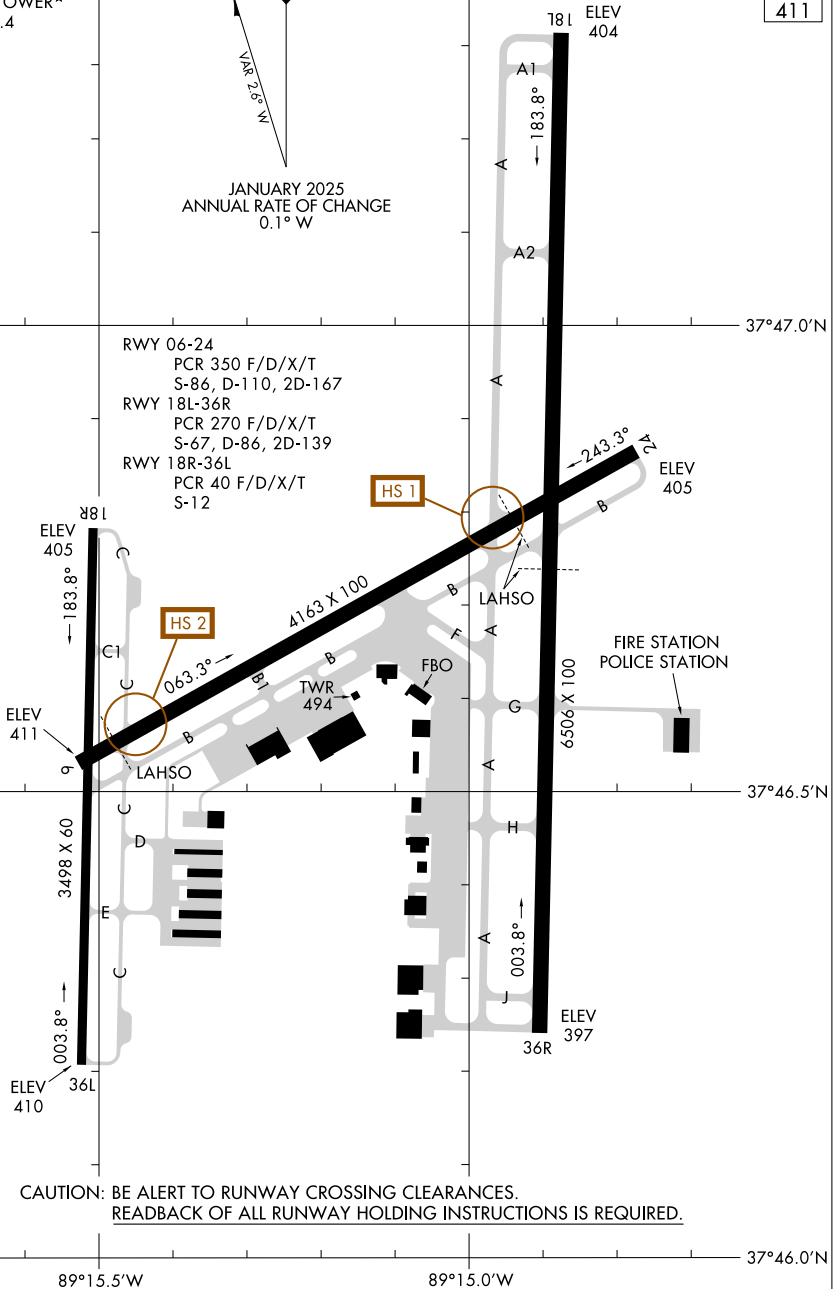 OWER*
.4
18L
ELEV
404
411
VAR 2.6° W
A1
183.8°
A
JANUARY 2025
ANNUAL RATE OF CHANGE
0.1° W
A2
37°47.0'N
RWY 06-24
PCR 350 F/D/X/T
S-86, D-110, 2D-167
RWY 18L-36R
PCR 270 F/D/X/T
S-67, D-86, 2D-139
RWY 18R-36L
PCR 40 F/D/X/T
S-12
A
243.3°
24
ELEV
405
HS 1
B
18R
ELEV
405
C
183.8°
4163 X 100
B
LAHSO
HS 2
A
F
FIRE STATION
POLICE STATION
C1
063.3°
B
B1
C
FBO
TWR
494
G
6506 X 100
ELEV
411
B
6
LAHSO
A
37°46.5'N
C
H
D
3498 X 60
E
A
003.8°
C
J
003.8°
ELEV
397
36R
ELEV
410
36L
CAUTION: BE ALERT TO RUNWAY CROSSING CLEARANCES.
READBACK OF ALL RUNWAY HOLDING INSTRUCTIONS IS REQUIRED.
37°46.0'N
89°15.5'W
89°15.0'W